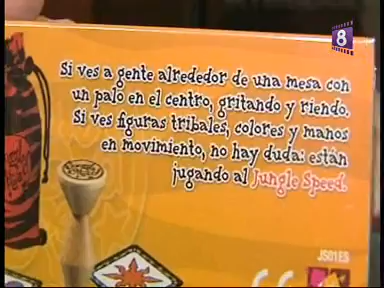 8
Si ves a gente alrededor de una mesa con
un palo en el centro, gritando y riendo.
Si ves figuras tribales, colores y manos
en movimiento, no hay duda: están
jugando al Jungle Speed.
JS01ES